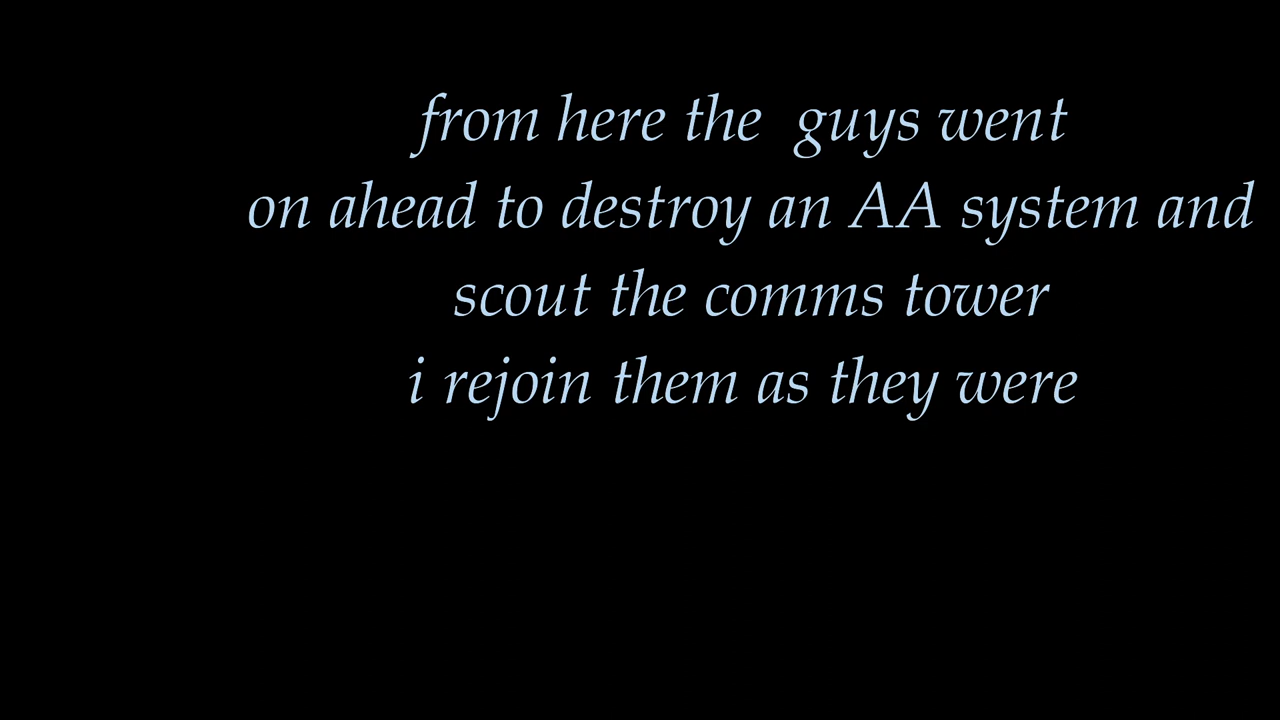 from here the  guys went
on ahead to destroy an AA system and
scout the comms tower
i rejoin them as they were